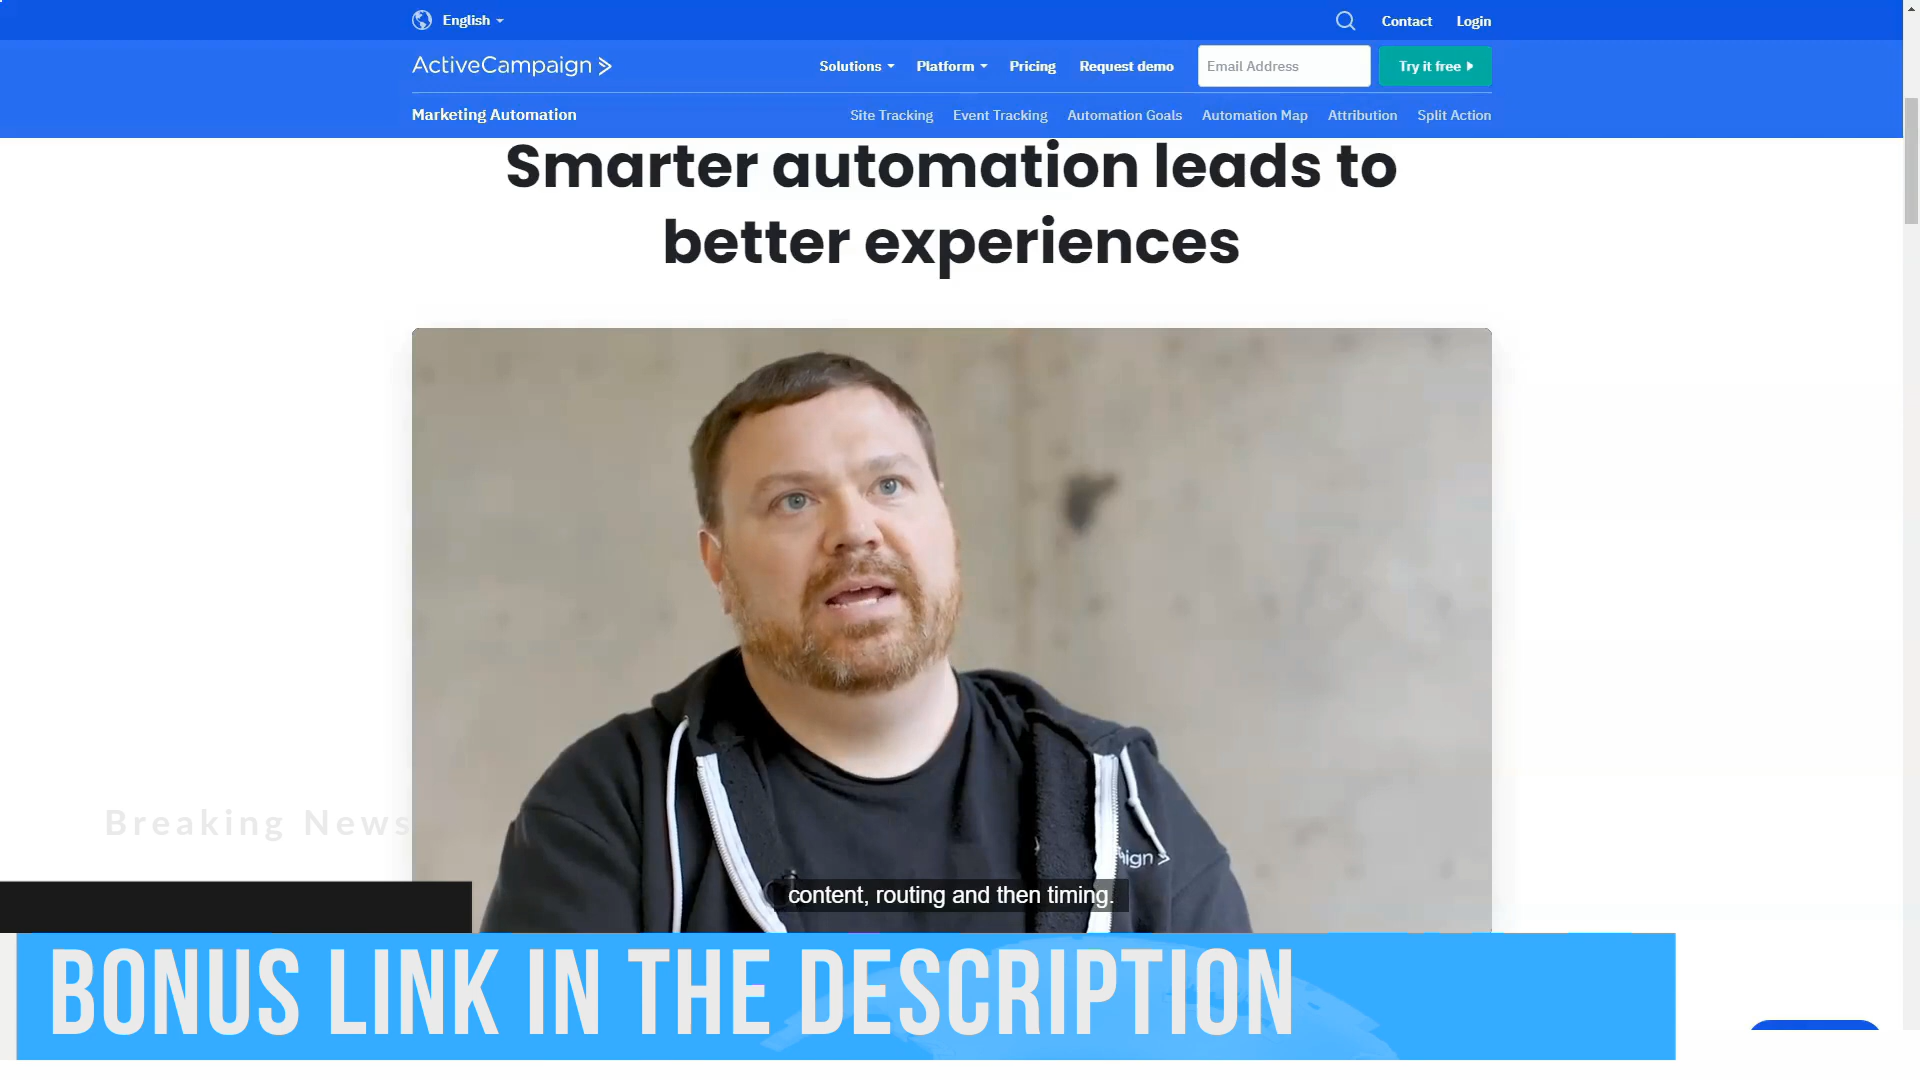 English
Contact
Login
ActiveCampaign >
Solutions
Platform
Pricing
Request demo
Email Address
Try it free
Marketing Automation
Site Tracking
Event Tracking
Automation Goals
Automation Map
Attribution
Split Action
Smarter automation leads to
better experiences
Breaking News
aign >
content, routing and then timing.
BONUS LINK IN THE DESCRIPTION